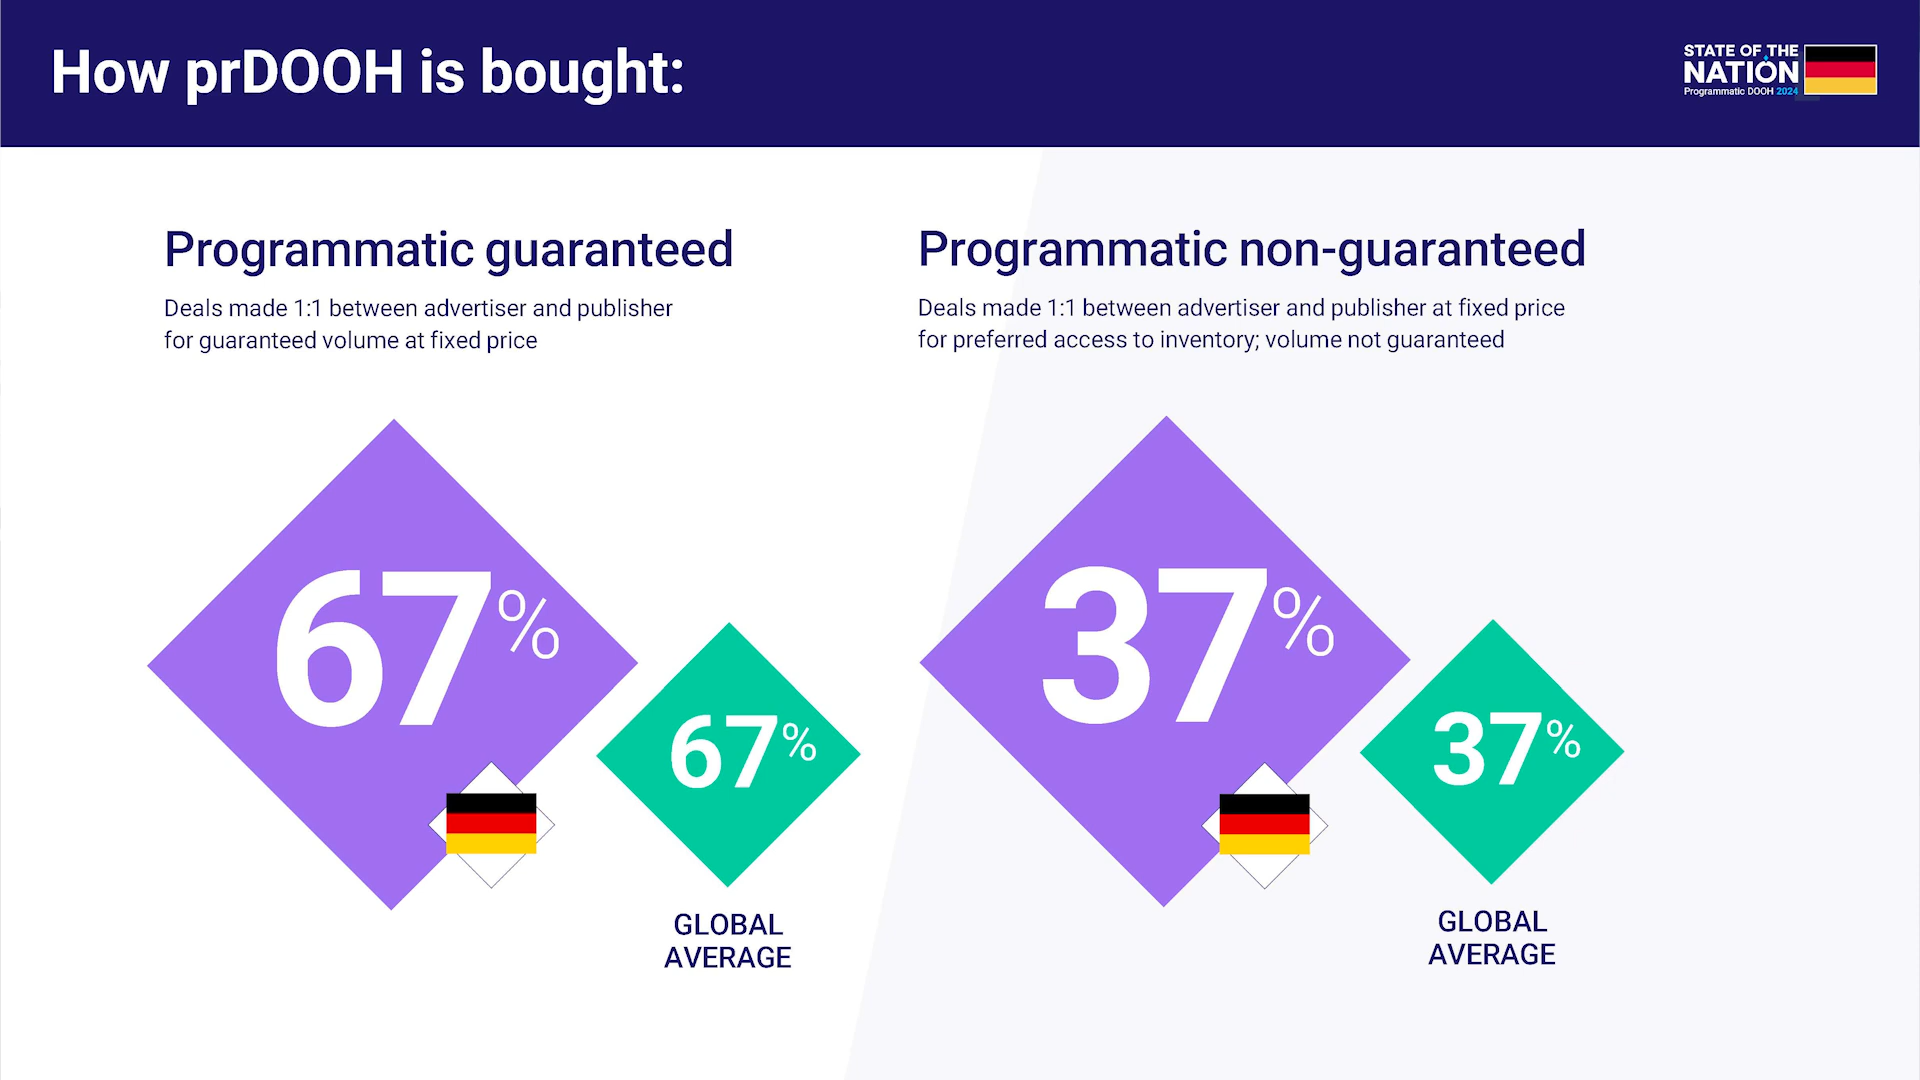 How prDOOH is bought:
STATE OF THE
NATION
Programmatic DOOH 2024
Programmatic guaranteed
Deals made 1:1 between advertiser and publisher
for guaranteed volume at fixed price
67%
67%
GLOBAL
AVERAGE
Programmatic non-guaranteed
Deals made 1:1 between advertiser and publisher at fixed price
for preferred access to inventory; volume not guaranteed
37%
37%
GLOBAL
AVERAGE